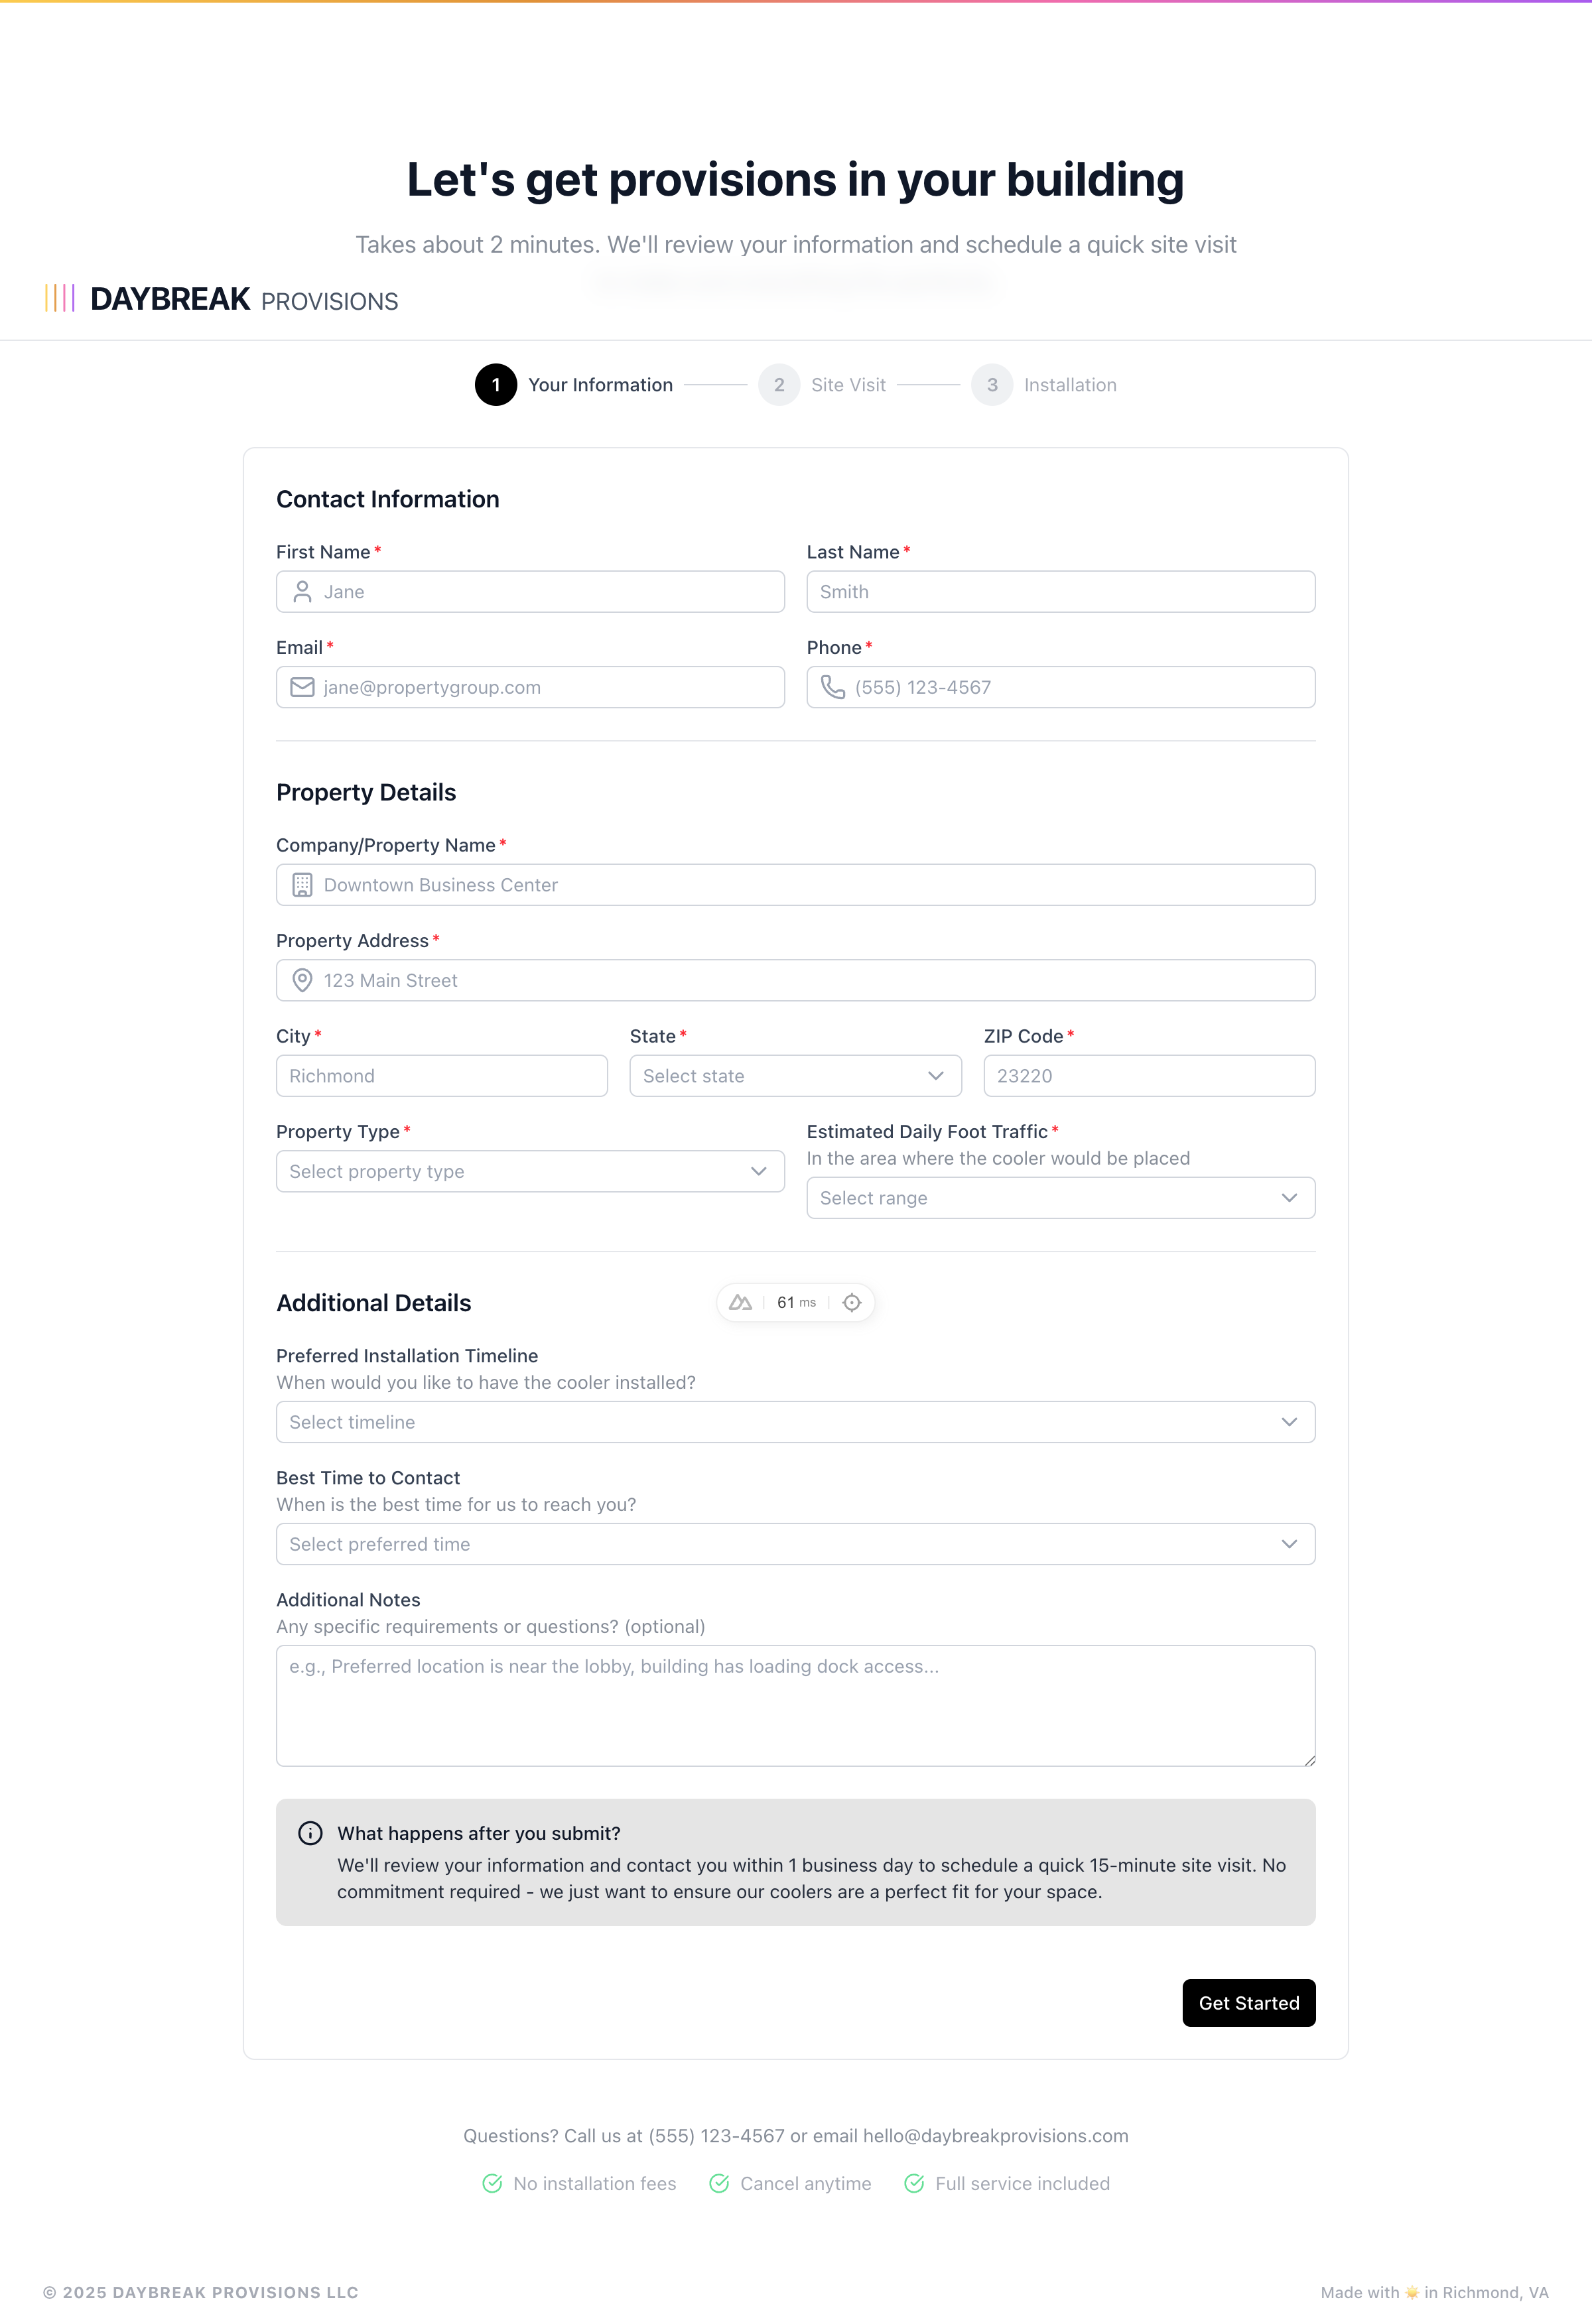 Let's get provisions in your building
Takes about 2 minutes. We'll review your information and schedule a quick site visit
DAYBREAK PROVISIONS
1 Your Information 2 Site Visit 3 Installation
Contact Information
First Name* Last Name*
Jane Smith
Email* Phone*
jane@propertygroup.com (555) 123-4567
Property Details
Company/Property Name*
Downtown Business Center
Property Address*
123 Main Street
City* State* ZIP Code*
Richmond Select state 23220
Property Type* Estimated Daily Foot Traffic*
In the area where the cooler would be placed
Select property type
Select range
Additional Details
61 ms
Preferred Installation Timeline
When would you like to have the cooler installed?
Select timeline
Best Time to Contact
When is the best time for us to reach you?
Select preferred time
Additional Notes
Any specific requirements or questions? (optional)
e.g., Preferred location is near the lobby, building has loading dock access...
What happens after you submit?
We'll review your information and contact you within 1 business day to schedule a quick 15-minute site visit. No
commitment required - we just want to ensure our coolers are a perfect fit for your space.
Get Started
Questions? Call us at (555) 123-4567 or email hello@daybreakprovisions.com
No installation fees Cancel anytime Full service included
© 2025 DAYBREAK PROVISIONS LLC Made with ☀️ in Richmond, VA